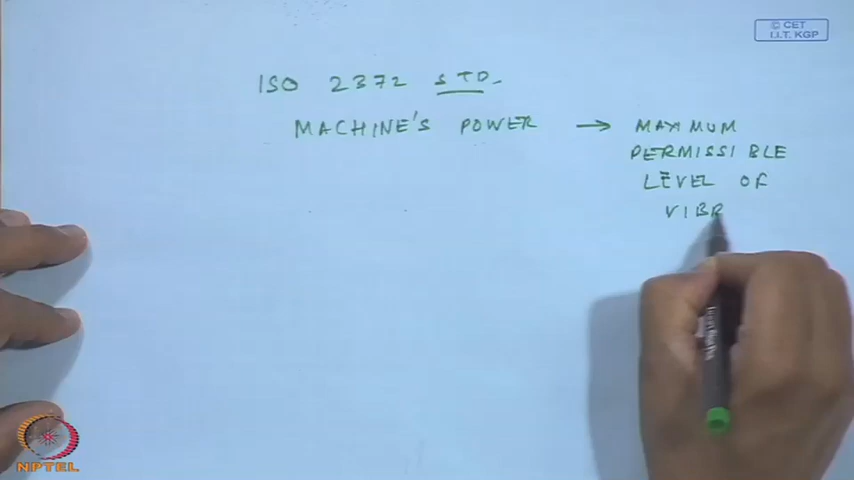 © CET
I.I.T. KGP
ISO 2372 STD.
MACHINE'S POWER → MAXIMUM
PERMISSIBLE
LEVEL OF
VIBR
NPTEL